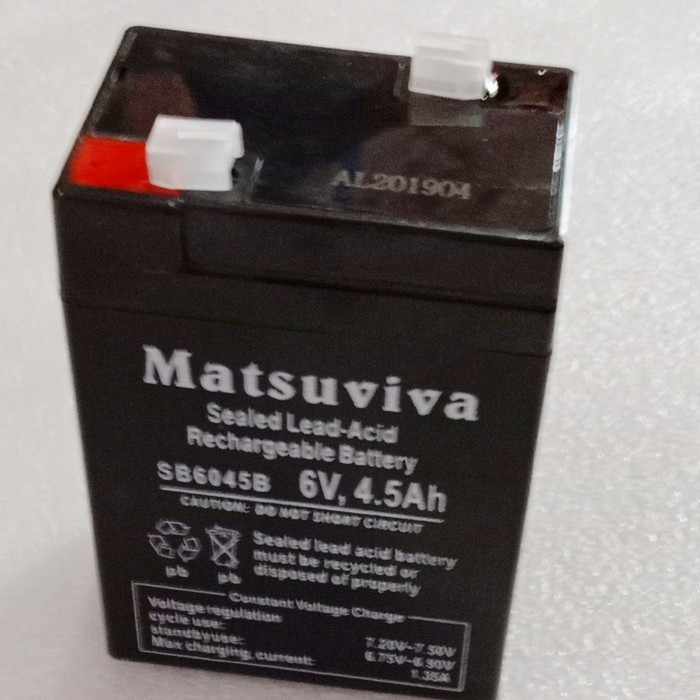 AL201904
Matsuviva
Sealed Lead-Acid
Rechargeable Battery
SB6045B 6V, 4.5Ah
CAUTION: DO NOT SHORT CIRCUIT
Sealed lead acid battery
must be recycled or
disposed of properly
pb pb
Constant Voltage Charge
Voltage regulation
cycle use: 7.20V~7.50V
standbyuse: 6.75V~6.90V
Max charging. current: 1.35A